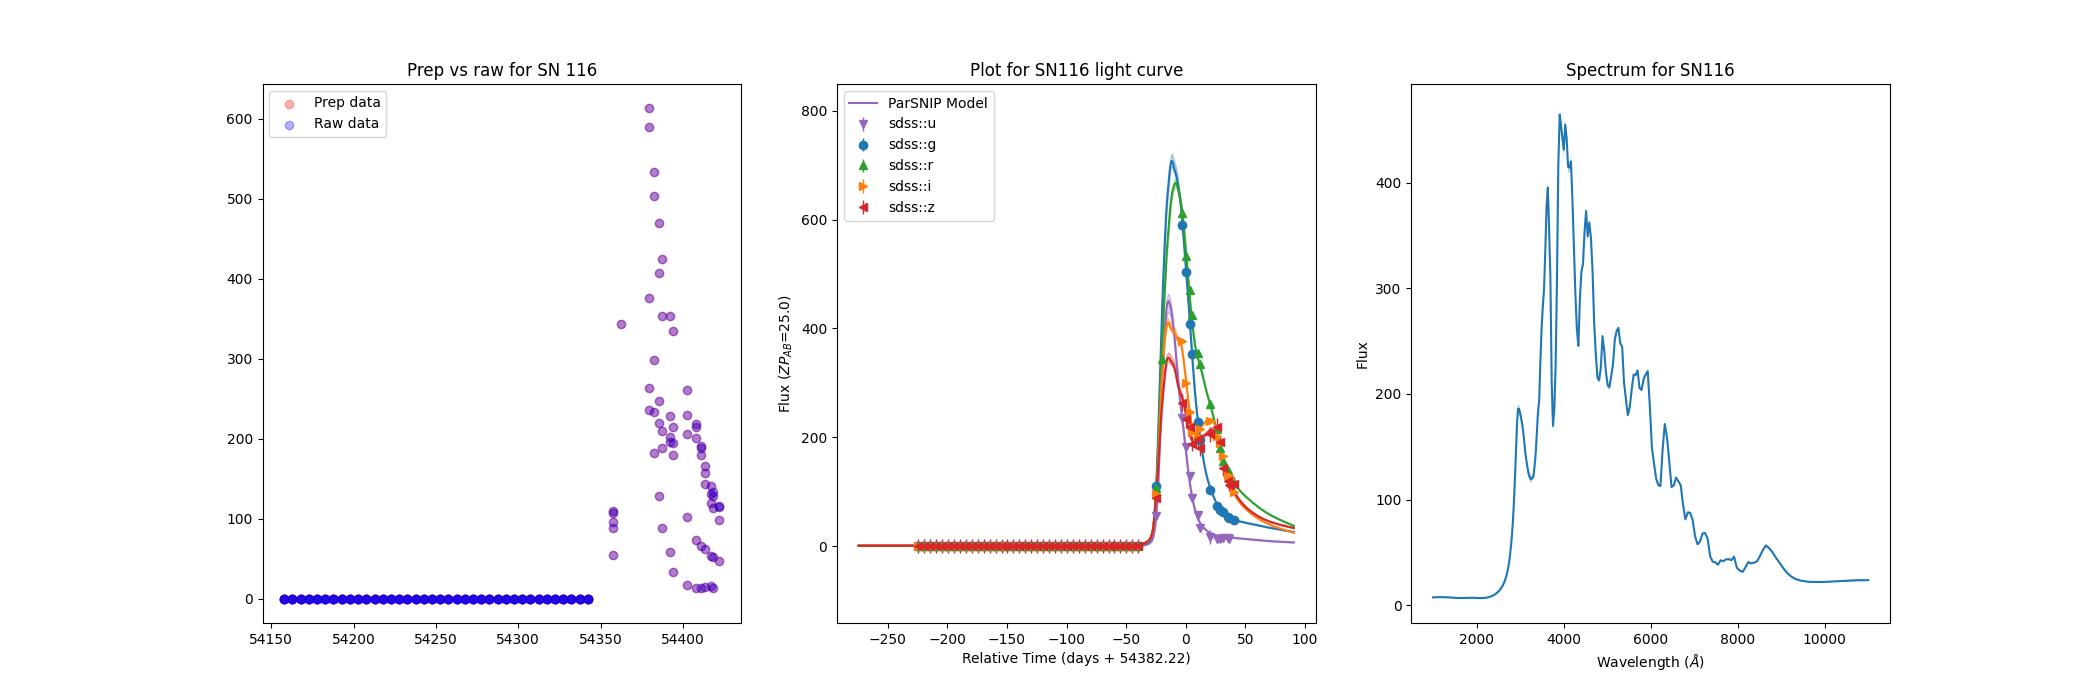 Prep vs raw for SN 116
Prep data
Raw data
600
500
400
300
200
100
0
54150
54200
54250
54300
54350
54400
Plot for SN116 light curve
ParSNIP Model
sdss::u
sdss::g
sdss::r
sdss::i
sdss::z
Flux (ZP_AB=25.0)
800
600
400
200
0
−250
−200
−150
−100
−50
0
50
100
Relative Time (days + 54382.22)
Spectrum for SN116
Flux
400
300
200
100
0
2000
4000
6000
8000
10000
Wavelength (Å)